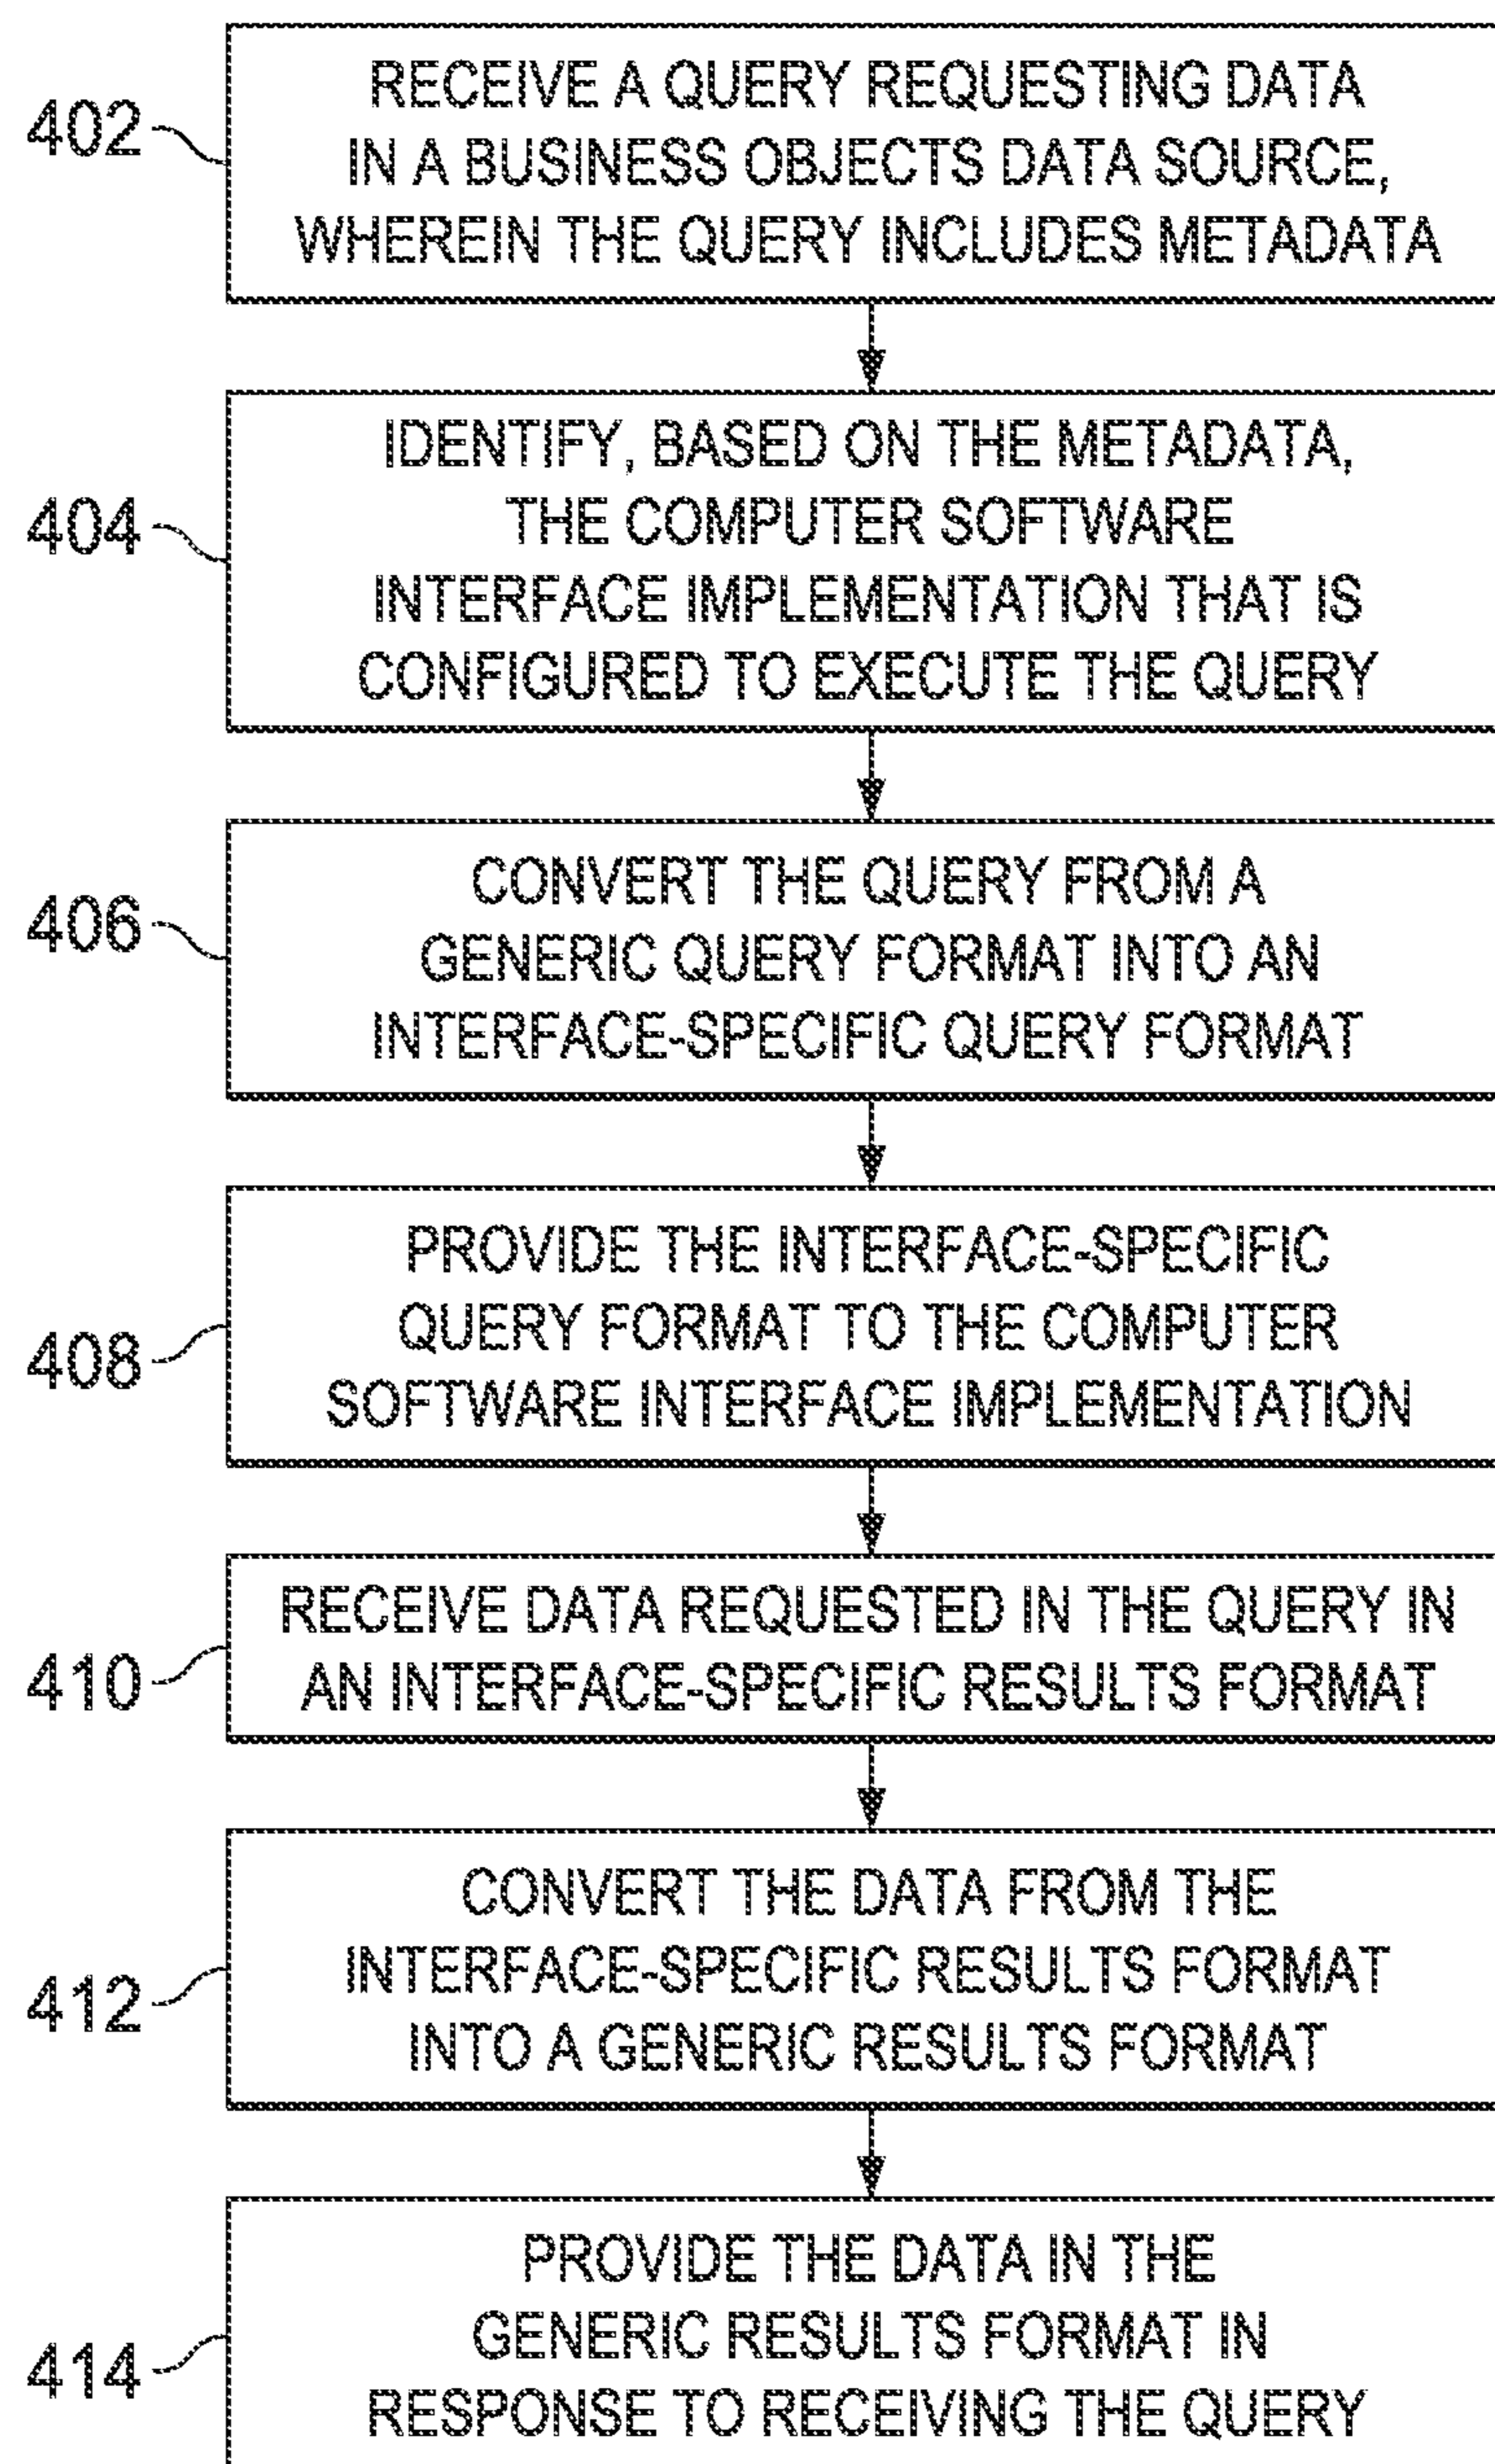 402
RECEIVE A QUERY REQUESTING DATA
IN A BUSINESS OBJECTS DATA SOURCE,
WHEREIN THE QUERY INCLUDES METADATA
404
IDENTIFY, BASED ON THE METADATA,
THE COMPUTER SOFTWARE
INTERFACE IMPLEMENTATION THAT IS
CONFIGURED TO EXECUTE THE QUERY
406
CONVERT THE QUERY FROM A
GENERIC QUERY FORMAT INTO AN
INTERFACE-SPECIFIC QUERY FORMAT
408
PROVIDE THE INTERFACE-SPECIFIC
QUERY FORMAT TO THE COMPUTER
SOFTWARE INTERFACE IMPLEMENTATION
410
RECEIVE DATA REQUESTED IN THE QUERY IN
AN INTERFACE-SPECIFIC RESULTS FORMAT
412
CONVERT THE DATA FROM THE
INTERFACE-SPECIFIC RESULTS FORMAT
INTO A GENERIC RESULTS FORMAT
414
PROVIDE THE DATA IN THE
GENERIC RESULTS FORMAT IN
RESPONSE TO RECEIVING THE QUERY